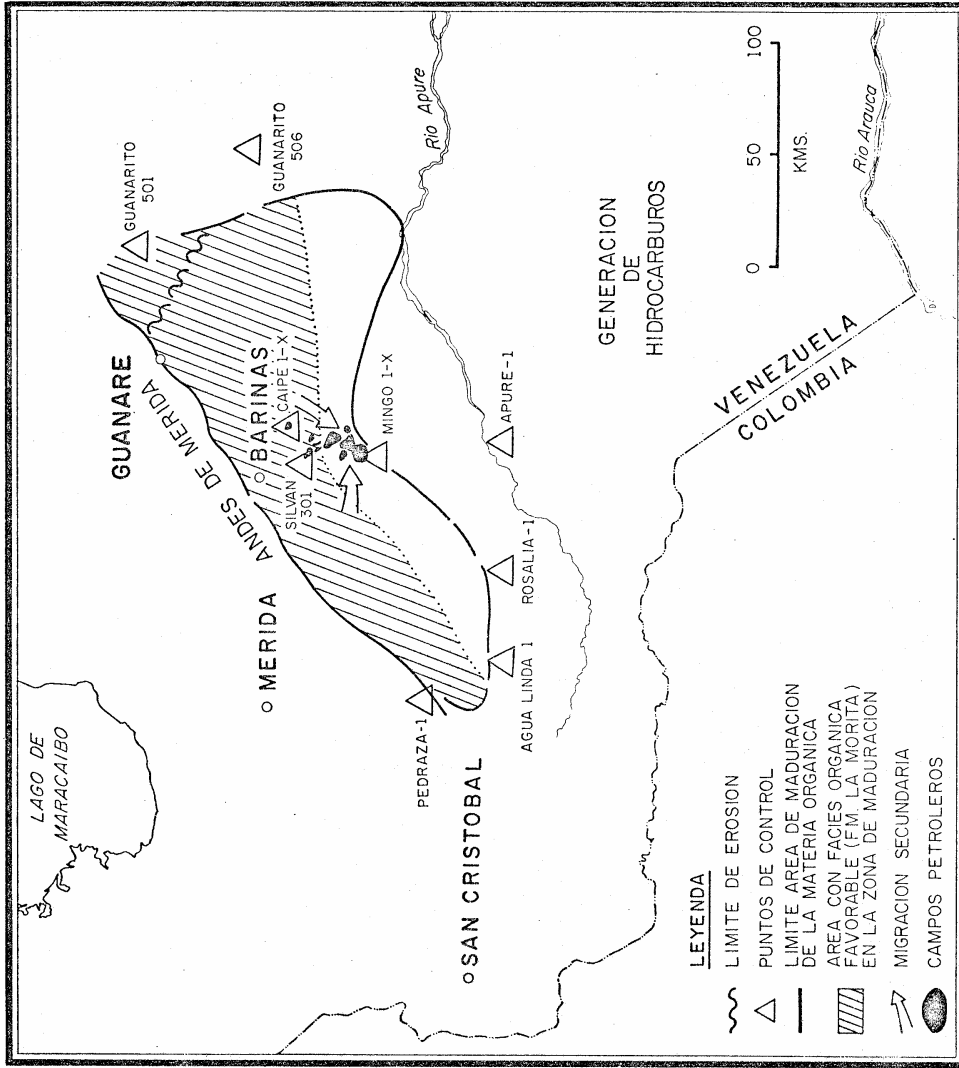 LAGO DE
MARACAIBO
GUANARE
GUANARITO
501
GUANARITO
506
ANDES DE MERIDA
BARINAS
CAIPE 1-X
SILVAN
301
MERIDA
MINGO 1-X
Rio Apure
PEDRAZA-1
AGUA LINDA 1
ROSALIA-1
APURE-1
SAN CRISTOBAL
GENERACION
DE
HIDROCARBUROS
VENEZUELA
COLOMBIA
Rio Arauca
0 50 100
KMS.
LEYENDA
LIMITE DE EROSION
PUNTOS DE CONTROL
LIMITE AREA DE MADURACION
DE LA MATERIA ORGANICA
AREA CON FACIES ORGANICA
FAVORABLE (FM. LA MORITA)
EN LA ZONA DE MADURACION
MIGRACION SECUNDARIA
CAMPOS PETROLEROS